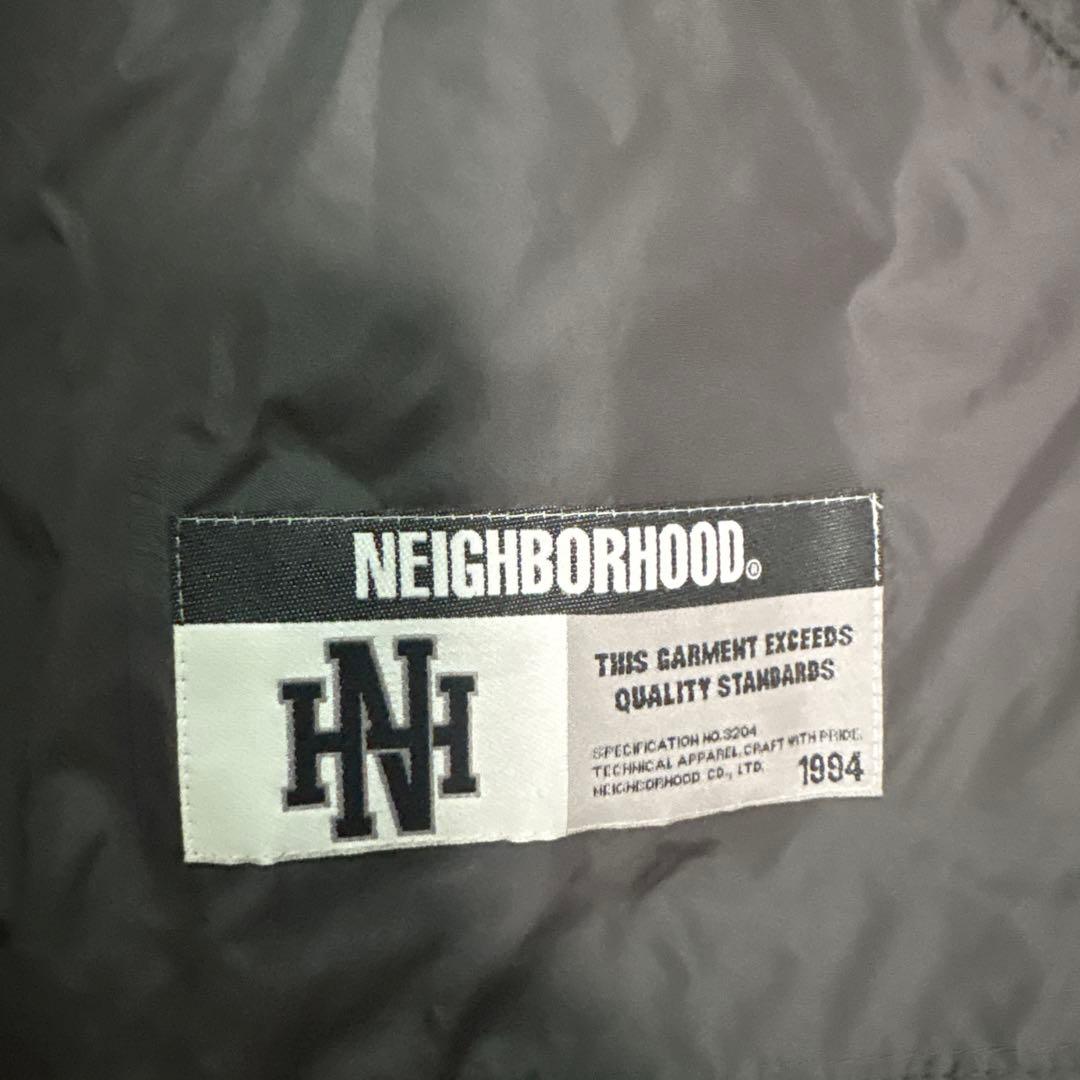 NEIGHBORHOOD®
NH
THIS GARMENT EXCEEDS
QUALITY STANDARDS
SPECIFICATION NO.3204
TECHNICAL APPAREL.CRAFT WITH PRIDE.
NEIGHBORHOOD CO., LTD.
1994